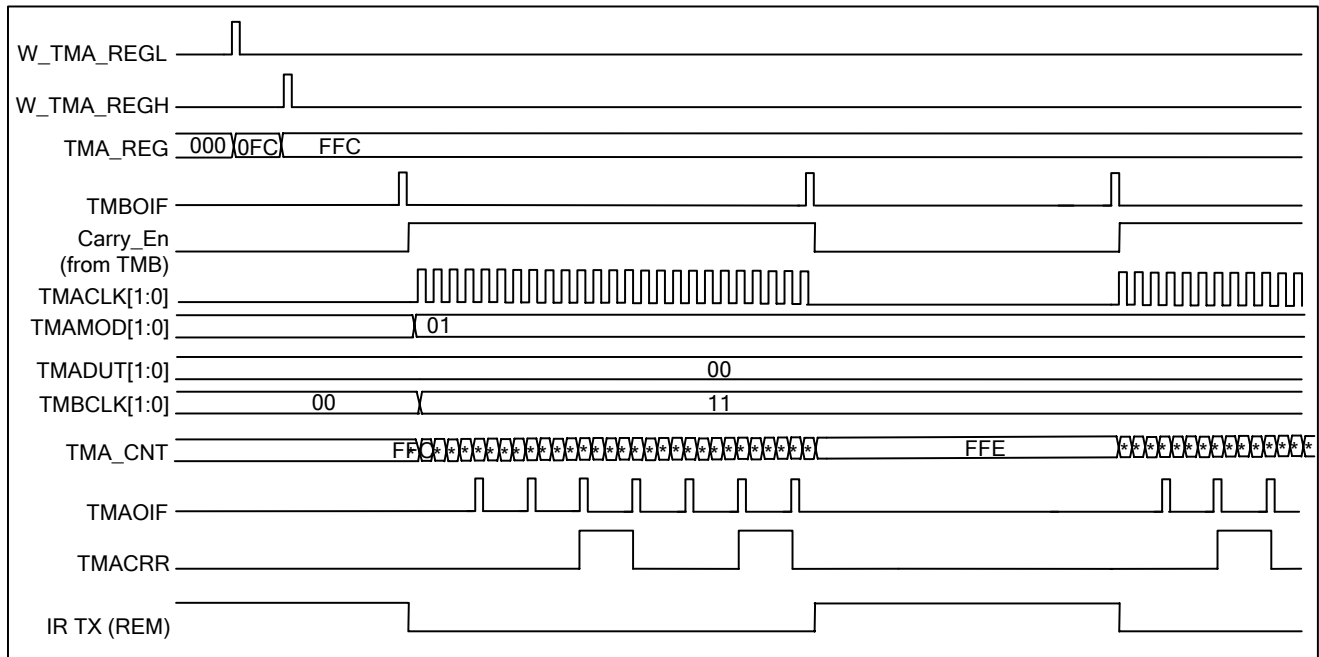 W_TMA_REGL
W_TMA_REGH
TMA_REG 000 0FC FFC
TMBOIF
Carry_En
(from TMB)
TMACLK[1:0]
TMAMOD[1:0] 01
TMADUT[1:0] 00
TMBCLK[1:0] 00 11
TMA_CNT FFE
TMAOIF
TMACRR
IR TX (REM)